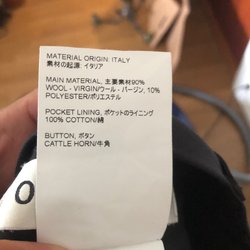 MATERIAL ORIGIN: ITALY
素材の起源: イタリア
MAIN MATERIAL, 主要素材90%
WOOL - VIRGIN/ウール - バージン, 10%
POLYESTER/ポリエステル
POCKET LINING, ポケットのライニング
100% COTTON/綿
BUTTON, ボタン
CATTLE HORN/牛角
O